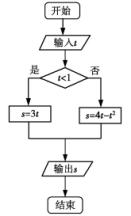 开始
输入t
是
t<1
否
s=3t
s=4t-t²
输出s
结束